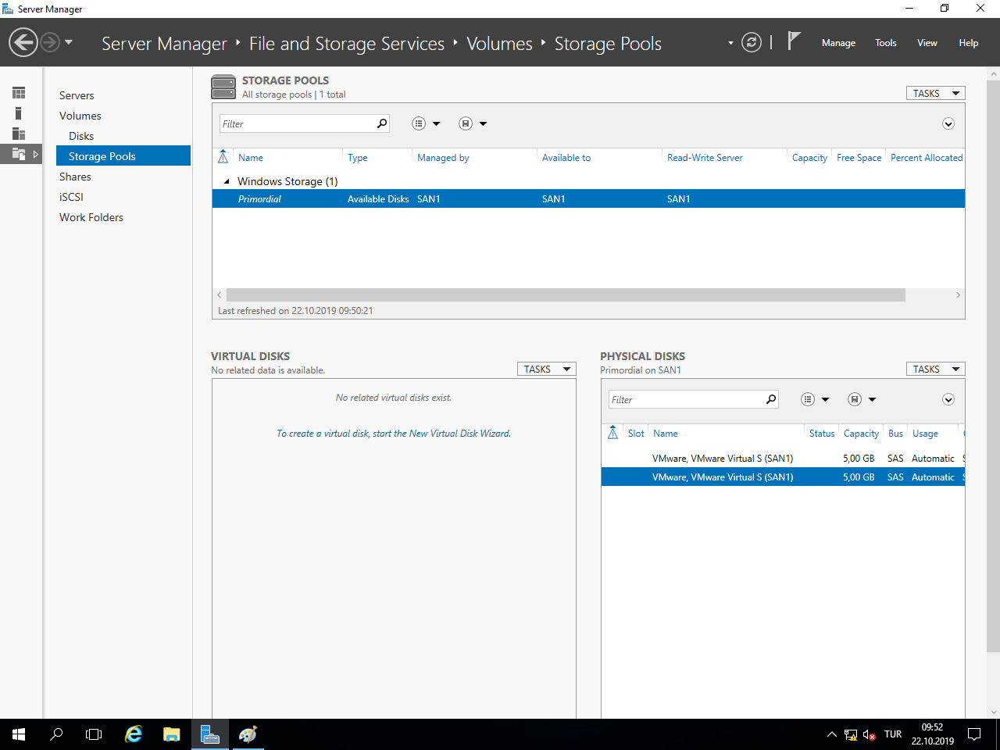 Server Manager
Server Manager ‣ File and Storage Services ‣ Volumes ‣ Storage Pools
Manage Tools View Help
Servers
Volumes
Disks
Storage Pools
Shares
iSCSI
Work Folders
STORAGE POOLS
All storage pools | 1 total
TASKS
Filter
Name Type Managed by Available to Read-Write Server Capacity Free Space Percent Allocated
Windows Storage (1)
Primordial Available Disks SAN1 SAN1 SAN1
Last refreshed on 22.10.2019 09:50:21
VIRTUAL DISKS
No related data is available.
TASKS
No related virtual disks exist.
To create a virtual disk, start the New Virtual Disk Wizard.
PHYSICAL DISKS
Primordial on SAN1
TASKS
Filter
Slot Name Status Capacity Bus Usage
VMware, VMware Virtual S (SAN1) 5,00 GB SAS Automatic
VMware, VMware Virtual S (SAN1) 5,00 GB SAS Automatic
TUR
09:52
22.10.2019